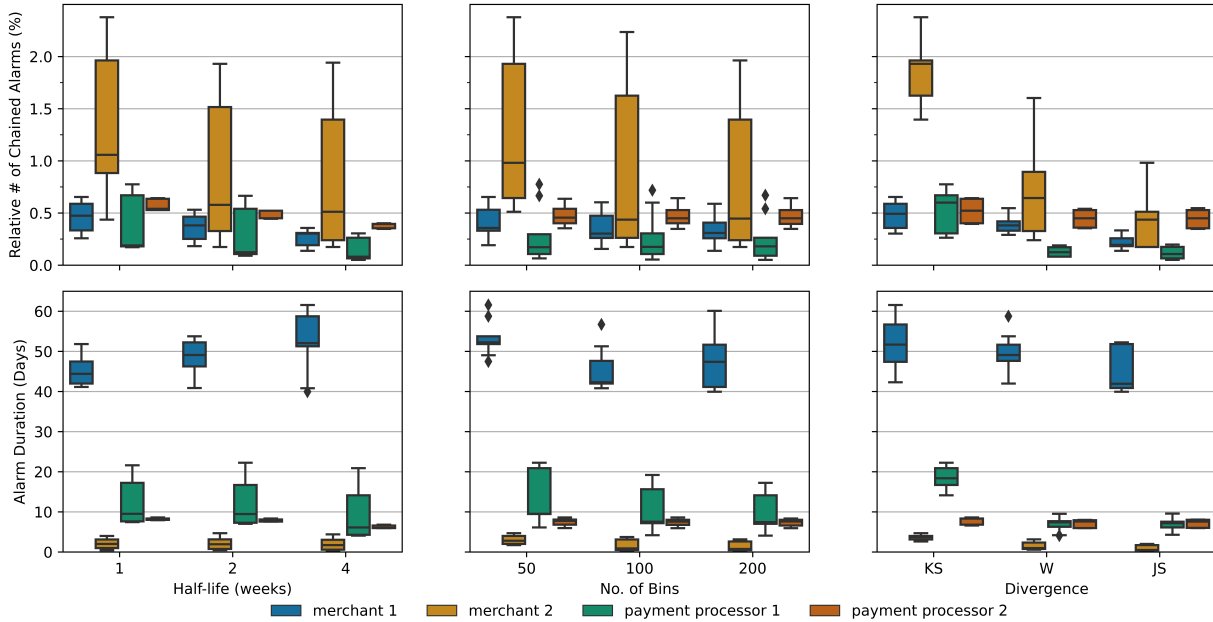 Relative # of Chained Alarms (%)
2.0
1.5
1.0
0.5
0.0
Alarm Duration (Days)
60
50
40
30
20
10
0
1 2 4
50 100 200
KS W JS
Half-life (weeks)
No. of Bins
Divergence
merchant 1 merchant 2 payment processor 1 payment processor 2